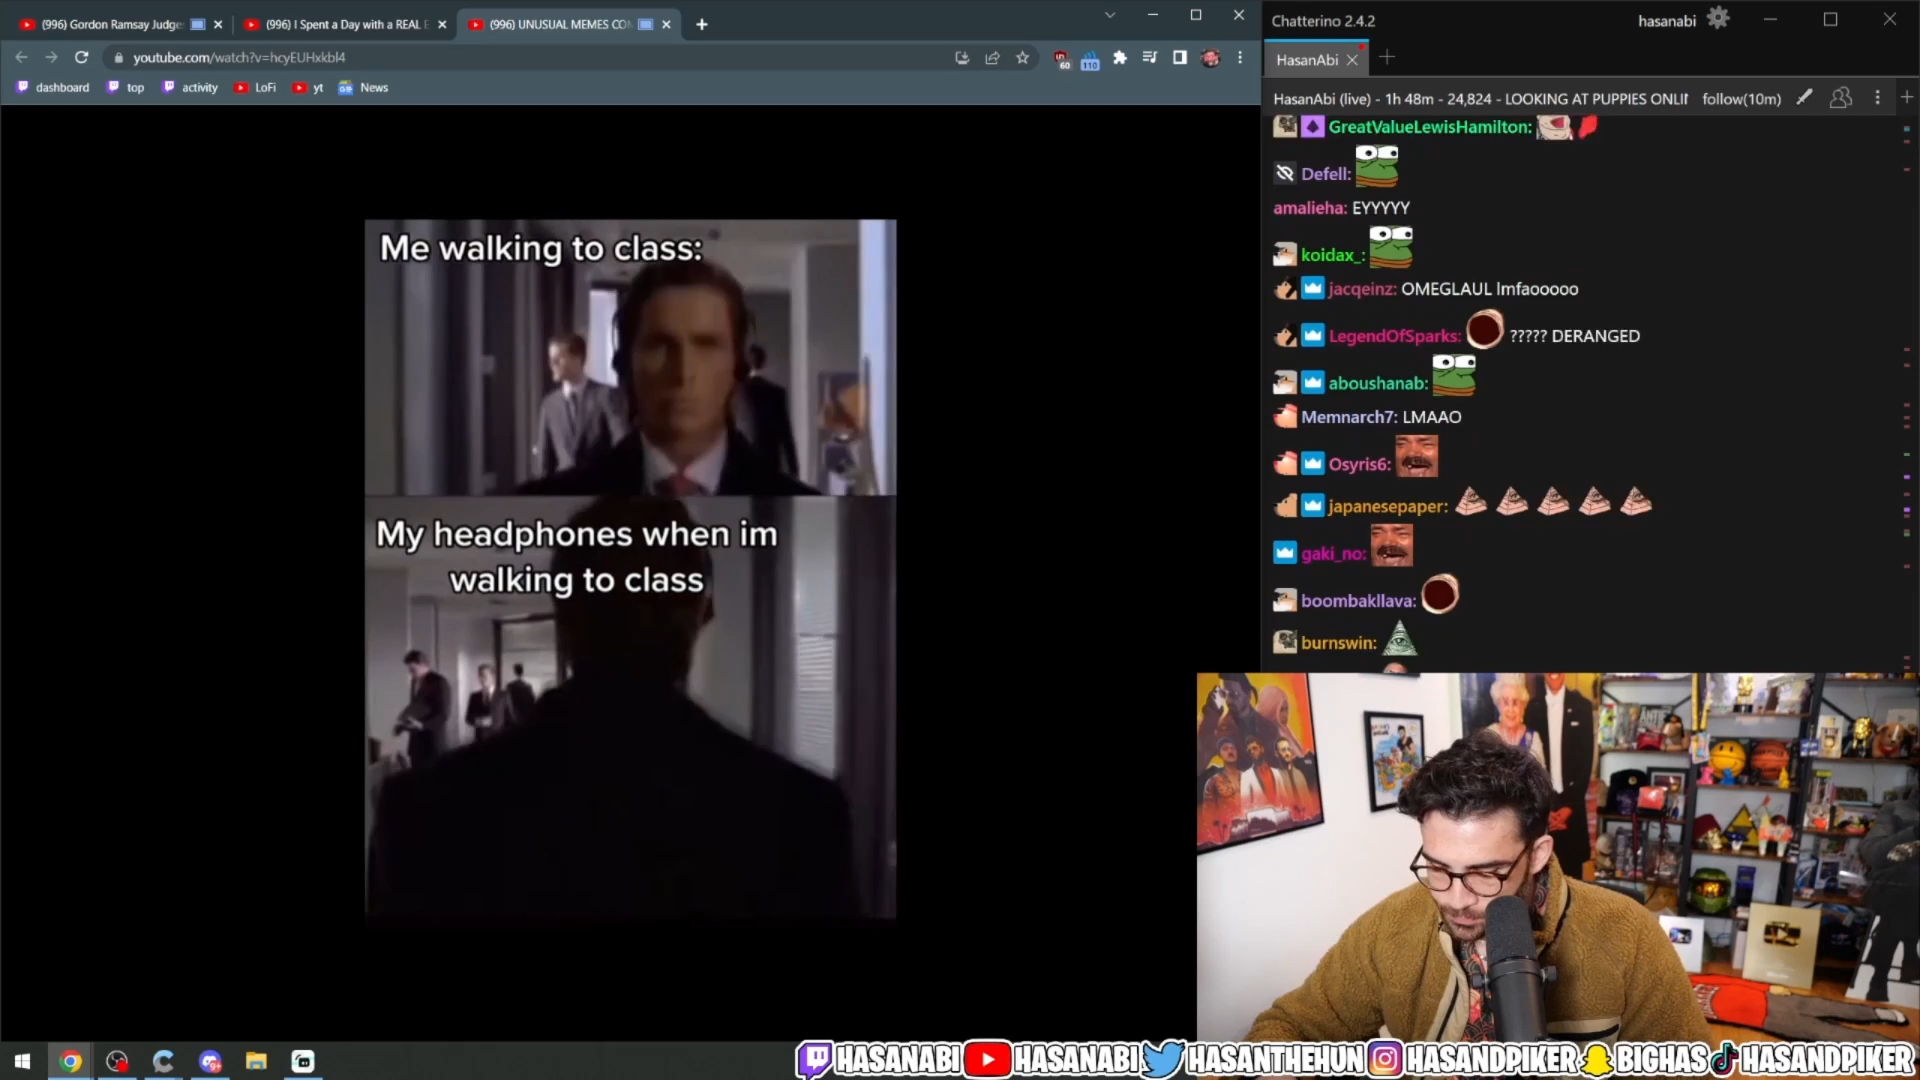 (996) Gordon Ramsay Judge
(996) I Spent a Day with a REAL E
(996) UNUSUAL MEMES CO
youtube.com/watch?v=hcyEUHxkbl4
60
110
dashboard
top
activity
LoFi
yt
News
Me walking to class:
My headphones when im
walking to class
Chatterino 2.4.2
hasanabi
HasanAbi
HasanAbi (live) - 1h 48m - 24,824 - LOOKING AT PUPPIES ONLI
follow(10m)
GreatValueLewisHamilton:
Defell:
amalieha: EYYYYY
koidax_:
jacqeinz: OMEGLAUL lmfaooooo
LegendOfSparks: ????? DERANGED
aboushanab:
Memnarch7: LMAAO
Osyris6:
japanesepaper:
gaki_no:
boombakllava:
burnswin:
HASANABI HASANABI HASANTHEHUN HASANDPIKER BIGHAS HASANDPIKER